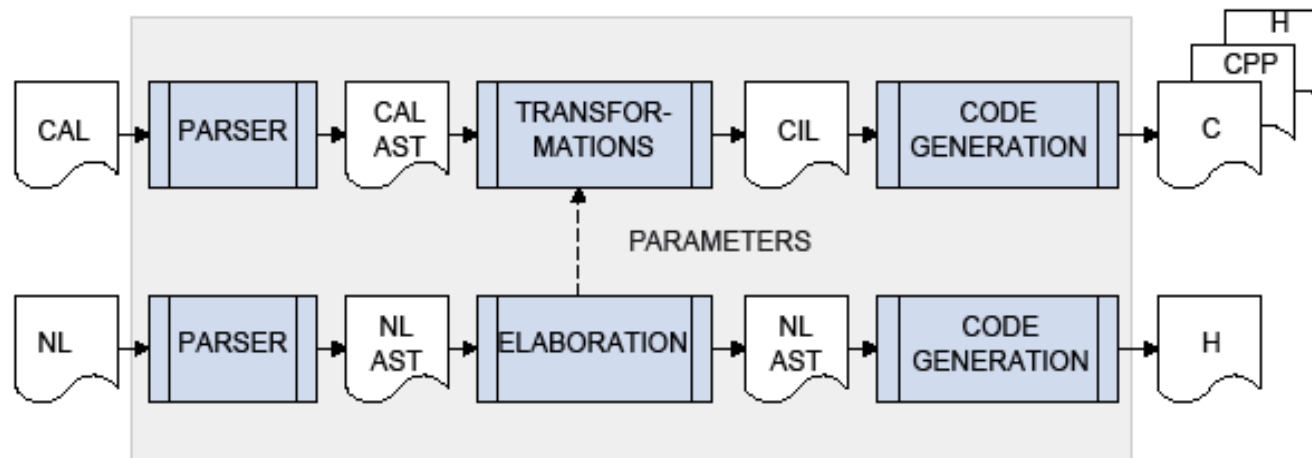 H
CPP
CAL
PARSER
CAL
AST
TRANSFOR-
MATIONS
CIL
CODE
GENERATION
C
PARAMETERS
NL
PARSER
NL
AST
ELABORATION
NL
AST
CODE
GENERATION
H